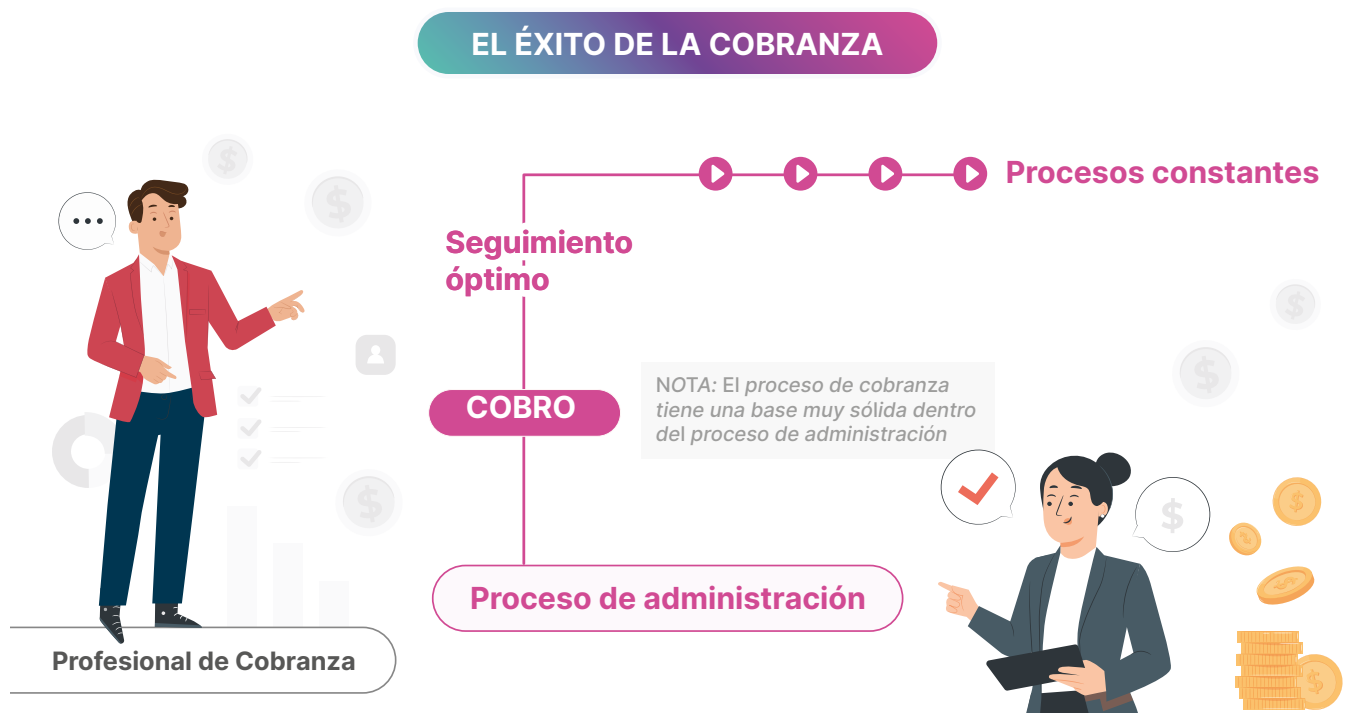 EL ÉXITO DE LA COBRANZA
Procesos constantes
Seguimiento
óptimo
COBRO
NOTA: El proceso de cobranza
tiene una base muy sólida dentro
del proceso de administración
Proceso de administración
Profesional de Cobranza